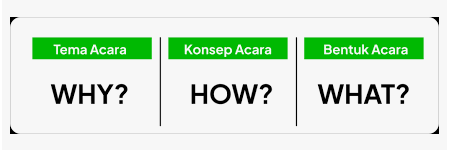 Tema Acara
WHY?
Konsep Acara
HOW?
Bentuk Acara
WHAT?